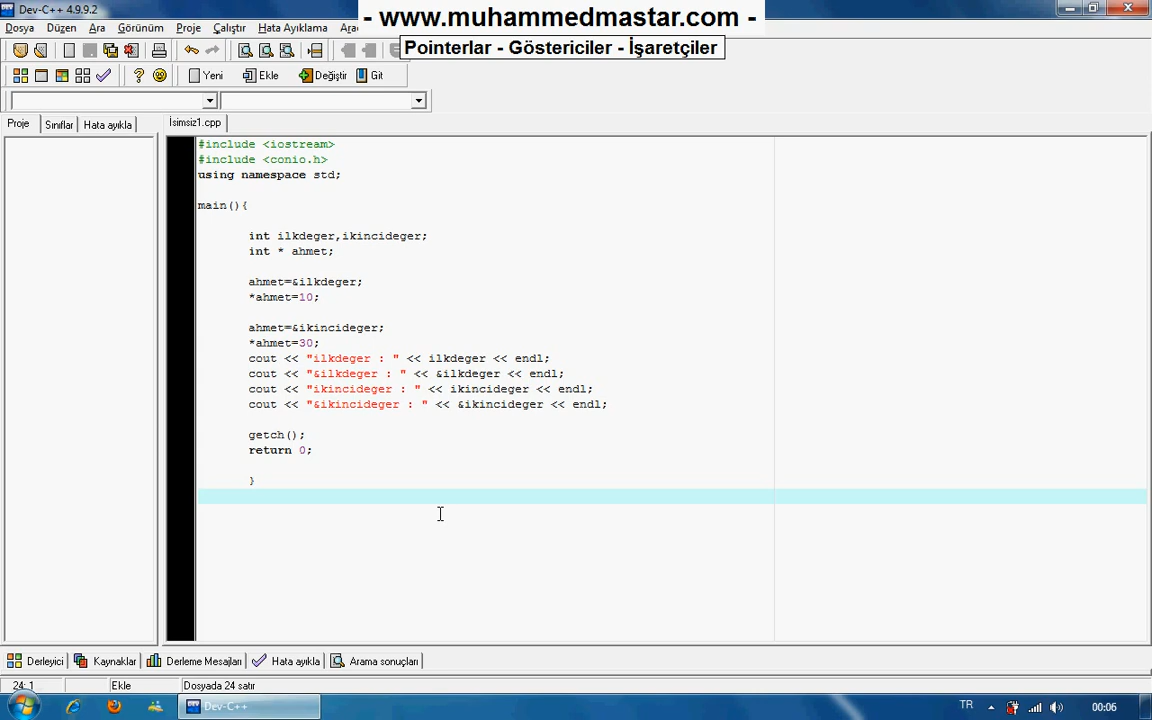 Dev-C++ 4.9.9.2
- www.muhammedmastar.com -
Dosya Düzen Ara Görünüm Proje Çalıştır Hata Ayıklama Ara
Pointerlar - Göstericiler - İşaretçiler
Yeni Ekle Değiştir Git
Proje Sınıflar Hata ayıkla İsimsiz1.cpp
#include <iostream>
#include <conio.h>
using namespace std;
main(){
int ilkdeger,ikincideger;
int * ahmet;
ahmet=&ilkdeger;
*ahmet=10;
ahmet=&ikincideger;
*ahmet=30;
cout << "ilkdeger : " << ilkdeger << endl;
cout << "&ilkdeger : " << &ilkdeger << endl;
cout << "ikincideger : " << ikincideger << endl;
cout << "&ikincideger : " << &ikincideger << endl;
getch();
return 0;
}
Derleyici Kaynaklar Derleme Mesajları Hata ayıkla Arama sonuçları
24: 1 Ekle Dosyada 24 satır
Dev-C++ TR 00:06